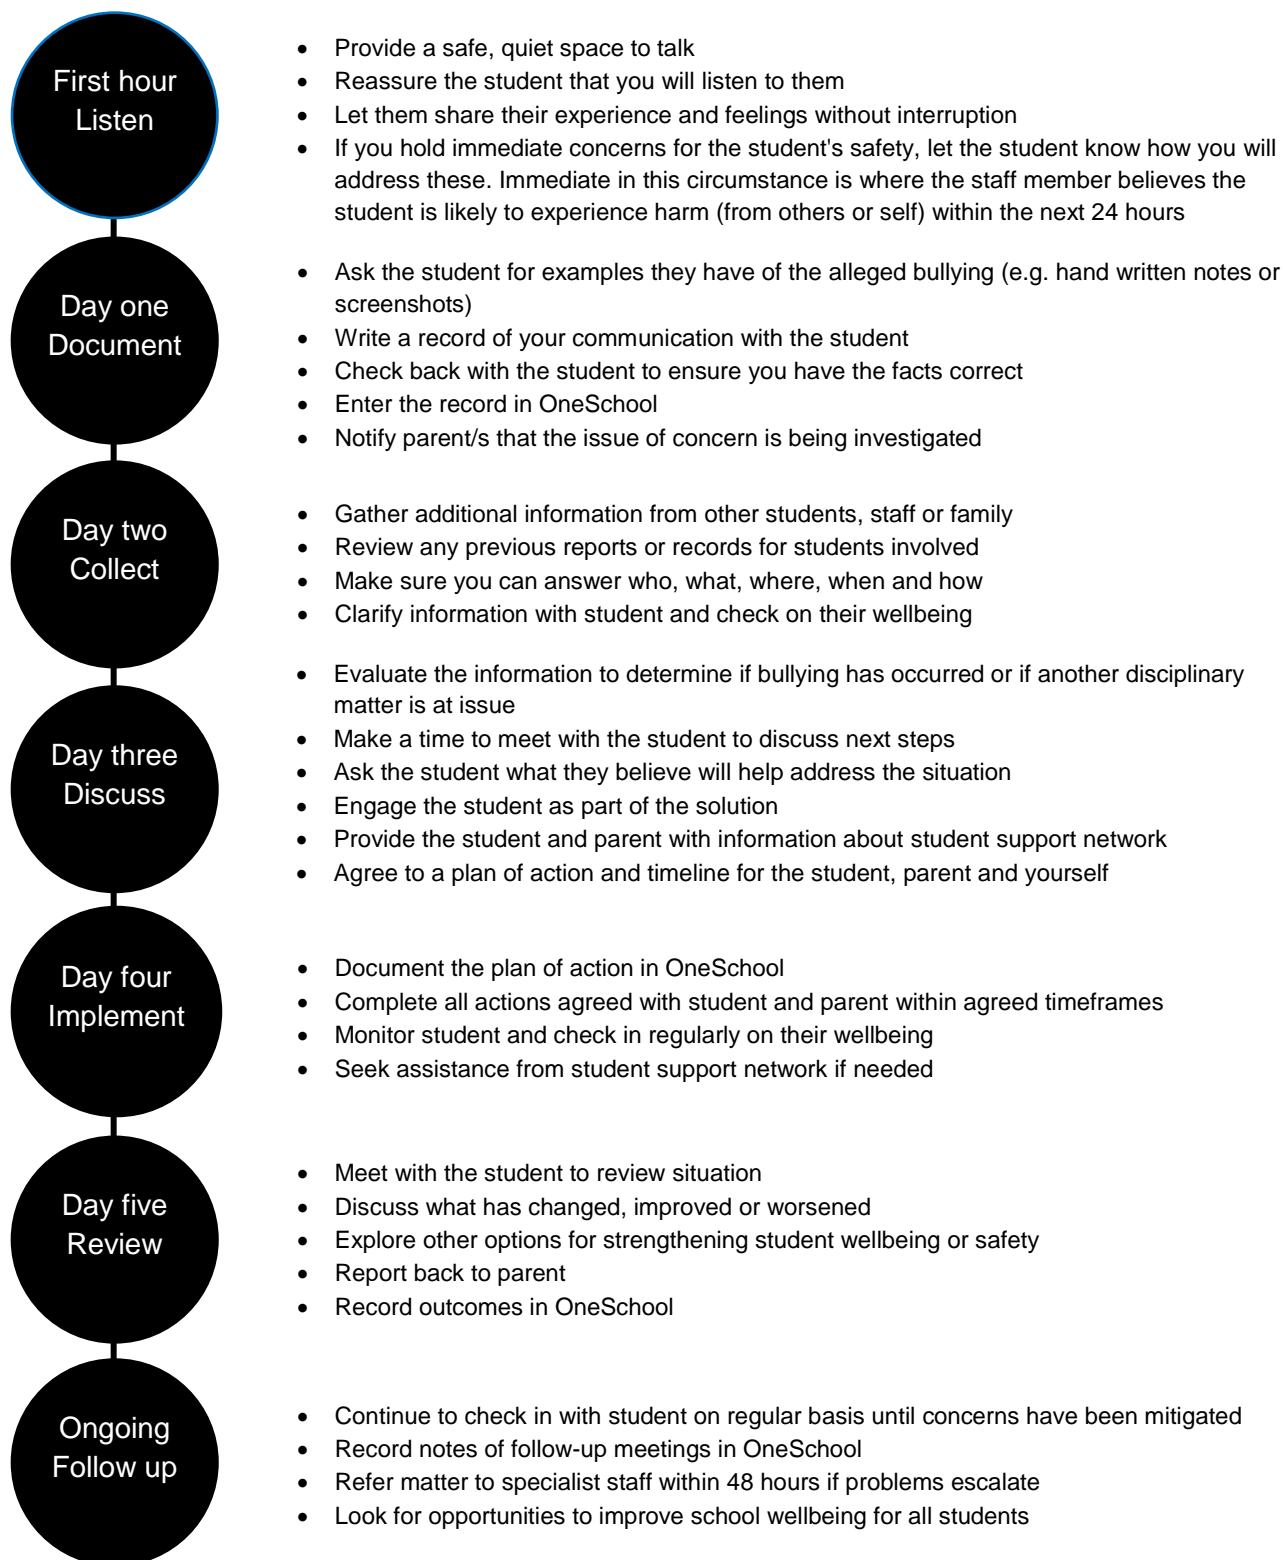 First hour
Listen
• Provide a safe, quiet space to talk
• Reassure the student that you will listen to them
• Let them share their experience and feelings without interruption
• If you hold immediate concerns for the student's safety, let the student know how you will
address these. Immediate in this circumstance is where the staff member believes the
student is likely to experience harm (from others or self) within the next 24 hours
Day one
Document
• Ask the student for examples they have of the alleged bullying (e.g. hand written notes or
screenshots)
• Write a record of your communication with the student
• Check back with the student to ensure you have the facts correct
• Enter the record in OneSchool
• Notify parent/s that the issue of concern is being investigated
Day two
Collect
• Gather additional information from other students, staff or family
• Review any previous reports or records for students involved
• Make sure you can answer who, what, where, when and how
• Clarify information with student and check on their wellbeing
Day three
Discuss
• Evaluate the information to determine if bullying has occurred or if another disciplinary
matter is at issue
• Make a time to meet with the student to discuss next steps
• Ask the student what they believe will help address the situation
• Engage the student as part of the solution
• Provide the student and parent with information about student support network
• Agree to a plan of action and timeline for the student, parent and yourself
Day four
Implement
• Document the plan of action in OneSchool
• Complete all actions agreed with student and parent within agreed timeframes
• Monitor student and check in regularly on their wellbeing
• Seek assistance from student support network if needed
Day five
Review
• Meet with the student to review situation
• Discuss what has changed, improved or worsened
• Explore other options for strengthening student wellbeing or safety
• Report back to parent
• Record outcomes in OneSchool
Ongoing
Follow up
• Continue to check in with student on regular basis until concerns have been mitigated
• Record notes of follow-up meetings in OneSchool
• Refer matter to specialist staff within 48 hours if problems escalate
• Look for opportunities to improve school wellbeing for all students